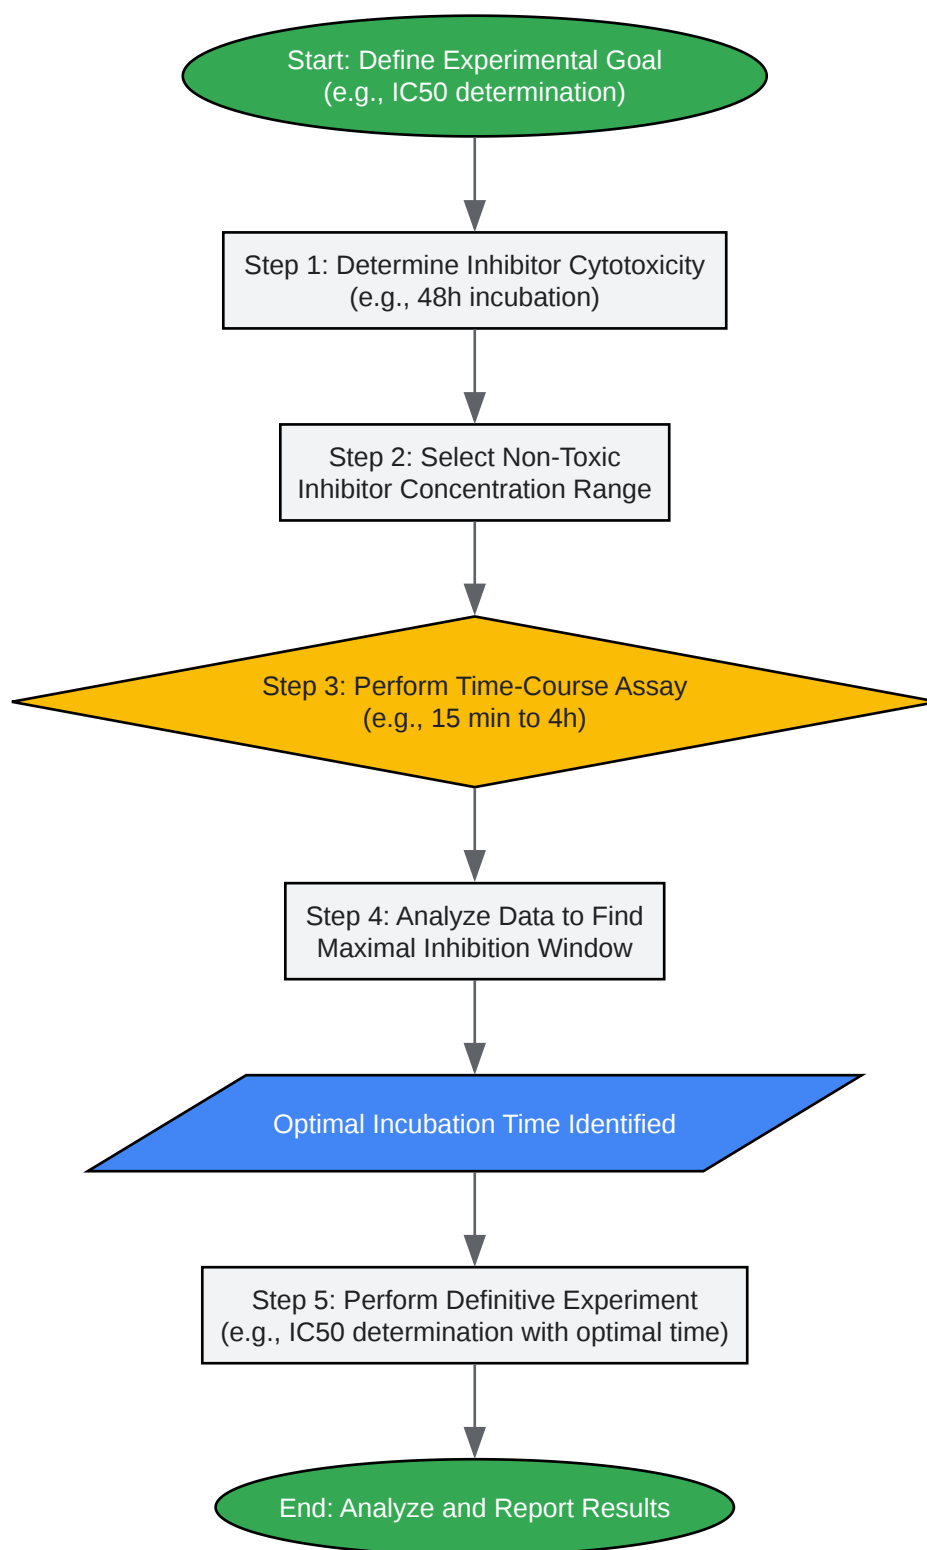 Start: Define Experimental Goal
(e.g., IC50 determination)
Step 1: Determine Inhibitor Cytotoxicity
(e.g., 48h incubation)
Step 2: Select Non-Toxic
Inhibitor Concentration Range
Step 3: Perform Time-Course Assay
(e.g., 15 min to 4h)
Step 4: Analyze Data to Find
Maximal Inhibition Window
Optimal Incubation Time Identified
Step 5: Perform Definitive Experiment
(e.g., IC50 determination with optimal time)
End: Analyze and Report Results